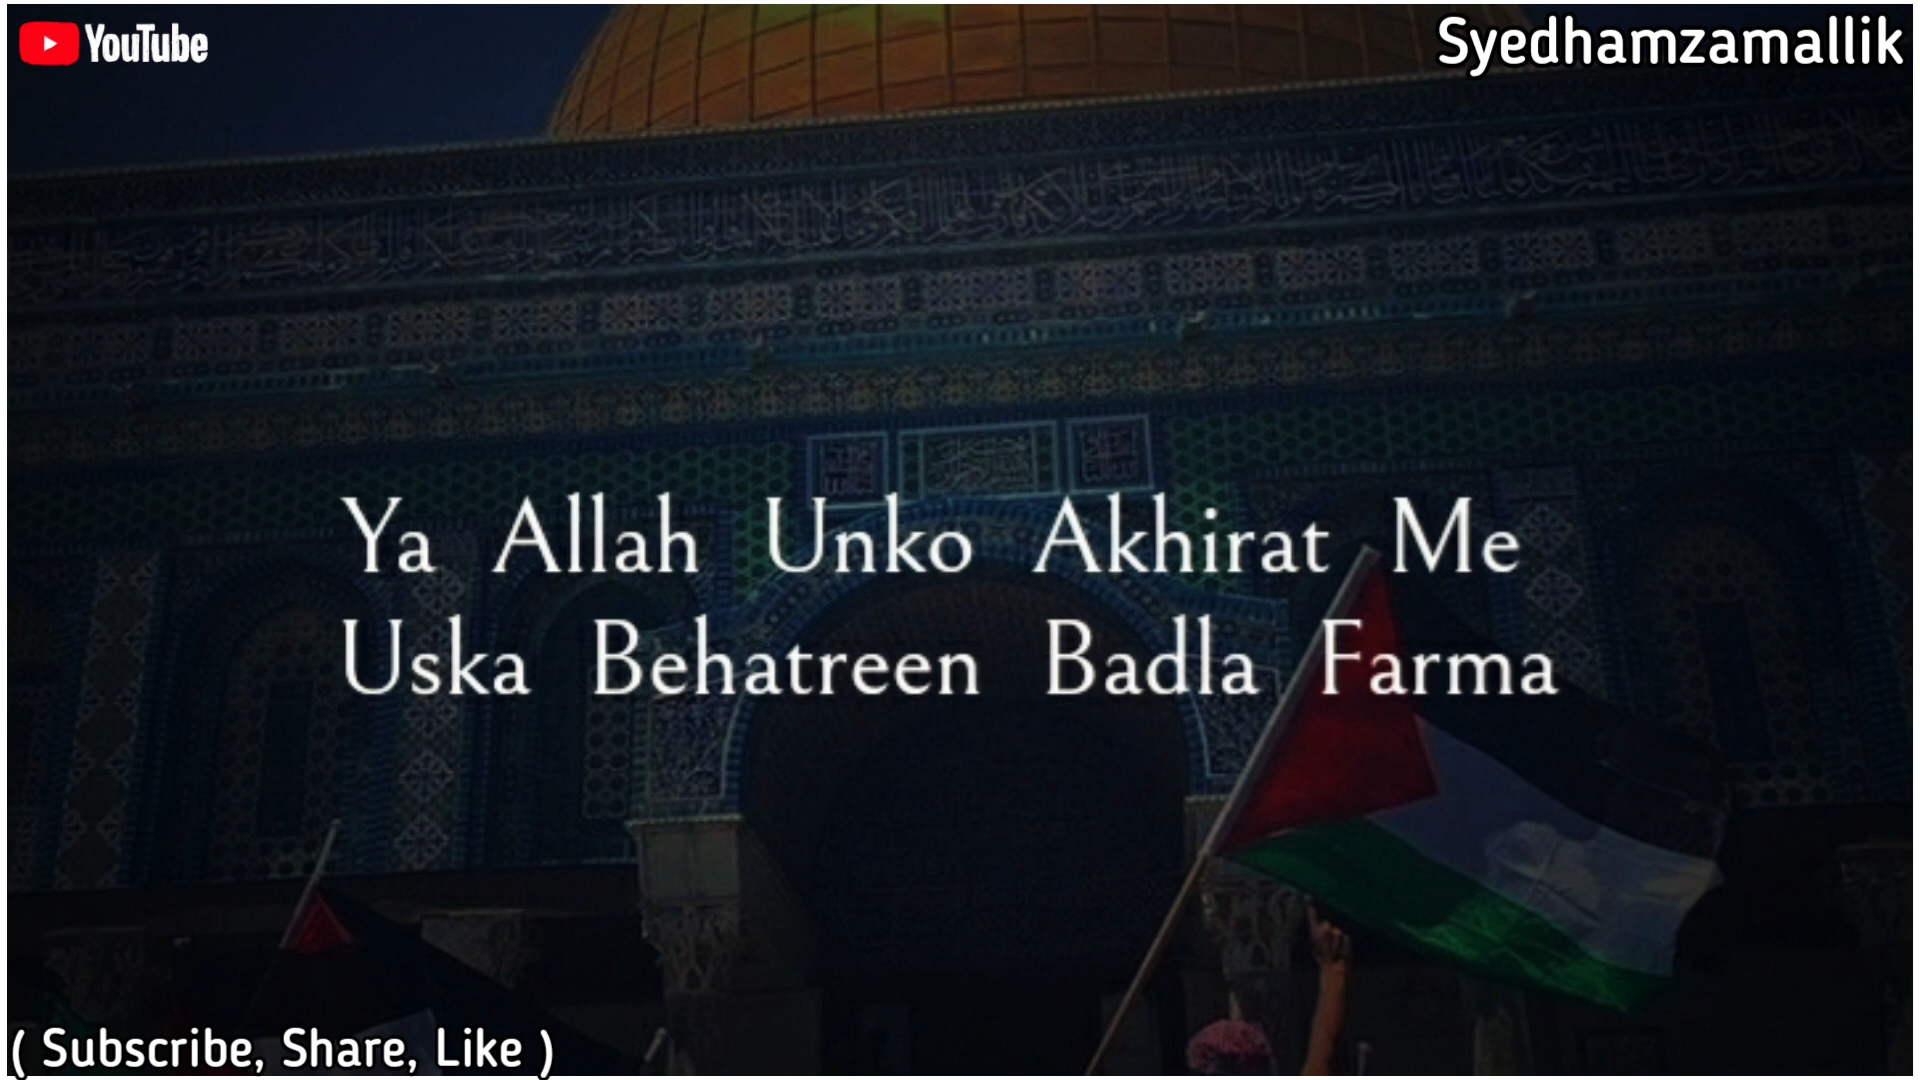 YouTube
Syedhamzamallik
Ya Allah Unko Akhirat Me
Uska Behatreen Badla Farma
( Subscribe, Share, Like )